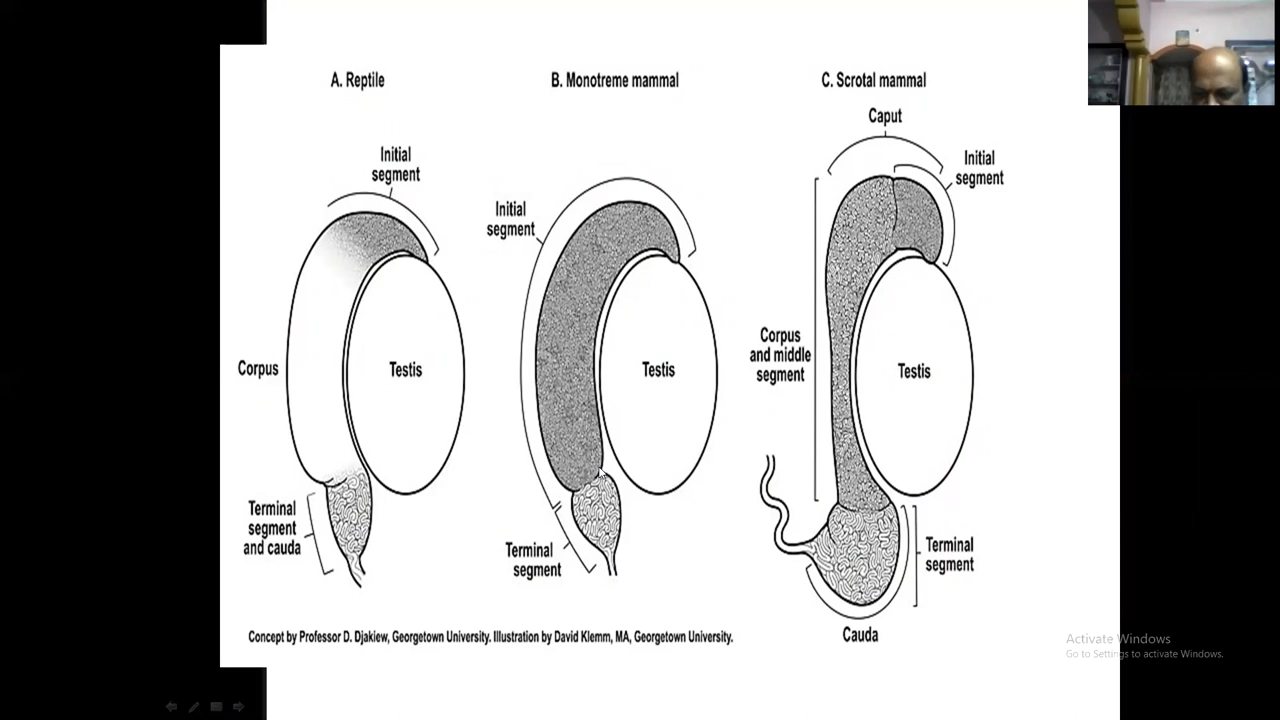 A. Reptile
B. Monotreme mammal
C. Scrotal mammal
Caput
Initial
segment
Initial
segment
Initial
segment
Corpus
Testis
Testis
Corpus
and middle
segment
Testis
Terminal
segment
and cauda
Terminal
segment
Terminal
segment
Cauda
Concept by Professor D. Djakiew, Georgetown University. Illustration by David Klemm, MA, Georgetown University.
Activate Windows
Go to Settings to activate Windows.